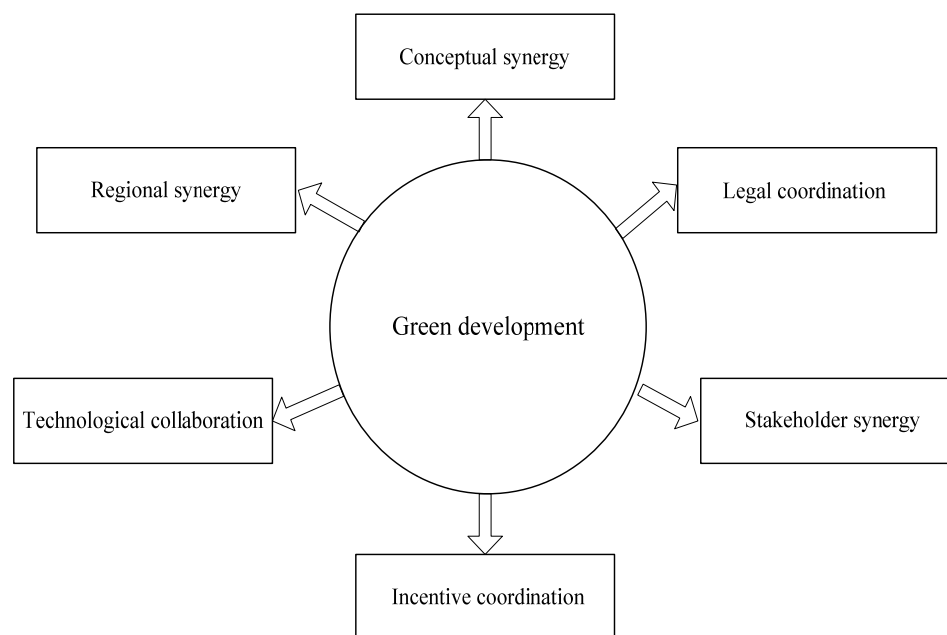 Conceptual synergy
Regional synergy
Legal coordination
Green development
Technological collaboration
Stakeholder synergy
Incentive coordination